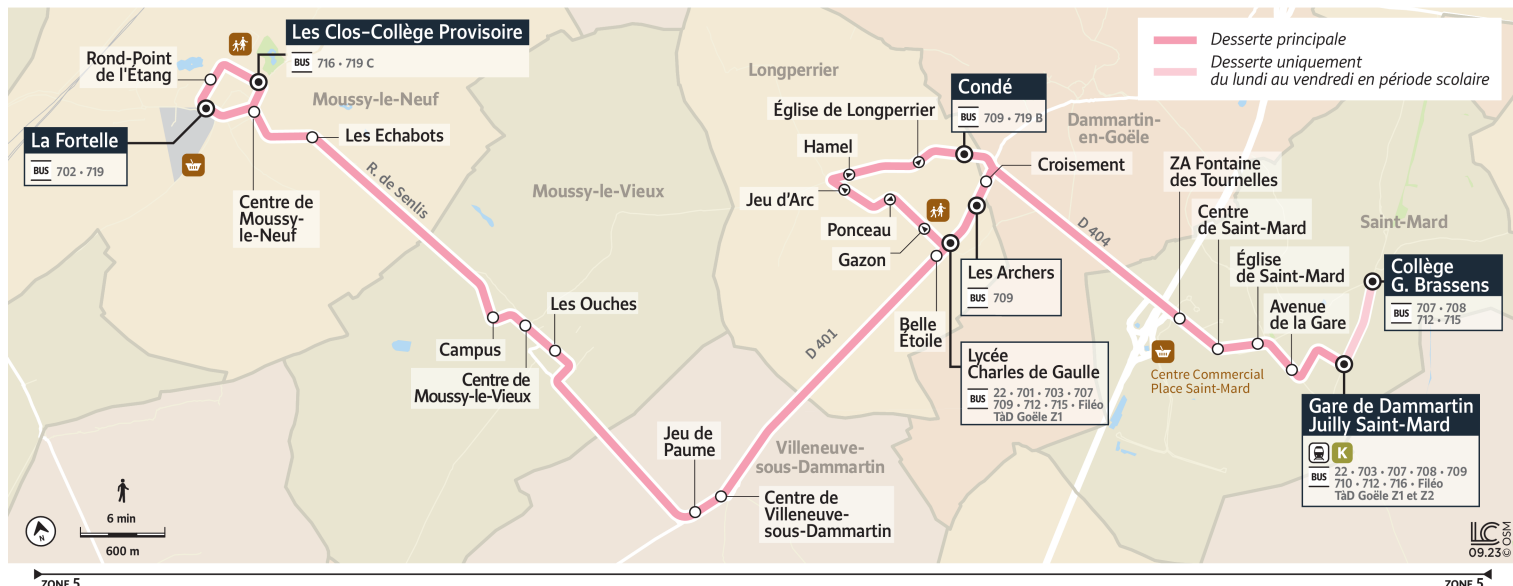 Les Clos–Collège Provisoire
BUS 716 • 719 C
Rond-Point
de l'Étang
Moussy-le-Neuf
La Fortelle
BUS 702 • 719
Les Echabots
Centre de
Moussy-
le-Neuf
R. de Senlis
Moussy-le-Vieux
Campus
Les Ouches
Centre de
Moussy-le-Vieux
Jeu de
Paume
Villeneuve-
sous-Dammartin
Centre de
Villeneuve-
sous-Dammartin
D 401
Longperrier
Église de Longperrier
Hamel
Jeu d'Arc
Ponceau
Gazon
Condé
BUS 709 • 719 B
Dammartin-
en-Goële
Croisement
Les Archers
BUS 709
Belle
Étoile
Lycée
Charles de Gaulle
BUS 22 • 701 • 703 • 707
709 • 712 • 715 • Filéo
TàD Goële Z1
D 404
ZA Fontaine
des Tournelles
Centre
de Saint-Mard
Église
de Saint-Mard
Avenue
de la Gare
Saint-Mard
Collège
G. Brassens
BUS 707 • 708
712 • 715
Centre Commercial
Place Saint-Mard
Gare de Dammartin
Juilly Saint-Mard
K
BUS 22 • 703 • 707 • 708 • 709
710 • 712 • 716 • Filéo
TàD Goële Z1 et Z2
Desserte principale
Desserte uniquement
du lundi au vendredi en période scolaire
N
6 min
600 m
LC
09.23 © OSM
ZONE 5
ZONE 5